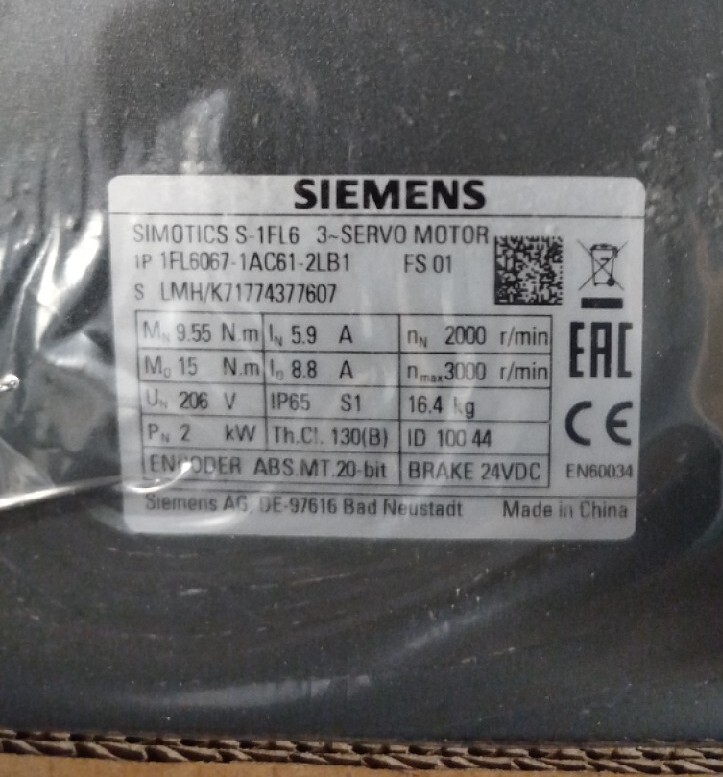 SIEMENS
SIMOTICS S-1FL6 3~SERVO MOTOR
1P 1FL6067-1AC61-2LB1 FS 01
S LMH/K71774377607
MN 9.55 N.m IN 5.9 A nN 2000 r/min
M0 15 N.m I0 8.8 A nmax3000 r/min
UN 206 V IP65 S1 16.4 kg
PN 2 kW Th.Cl. 130(B) ID 100 44
ENCODER ABS.MT.20-bit BRAKE 24VDC
EAC
CE
EN60034
Siemens AG, DE-97616 Bad Neustadt Made in China